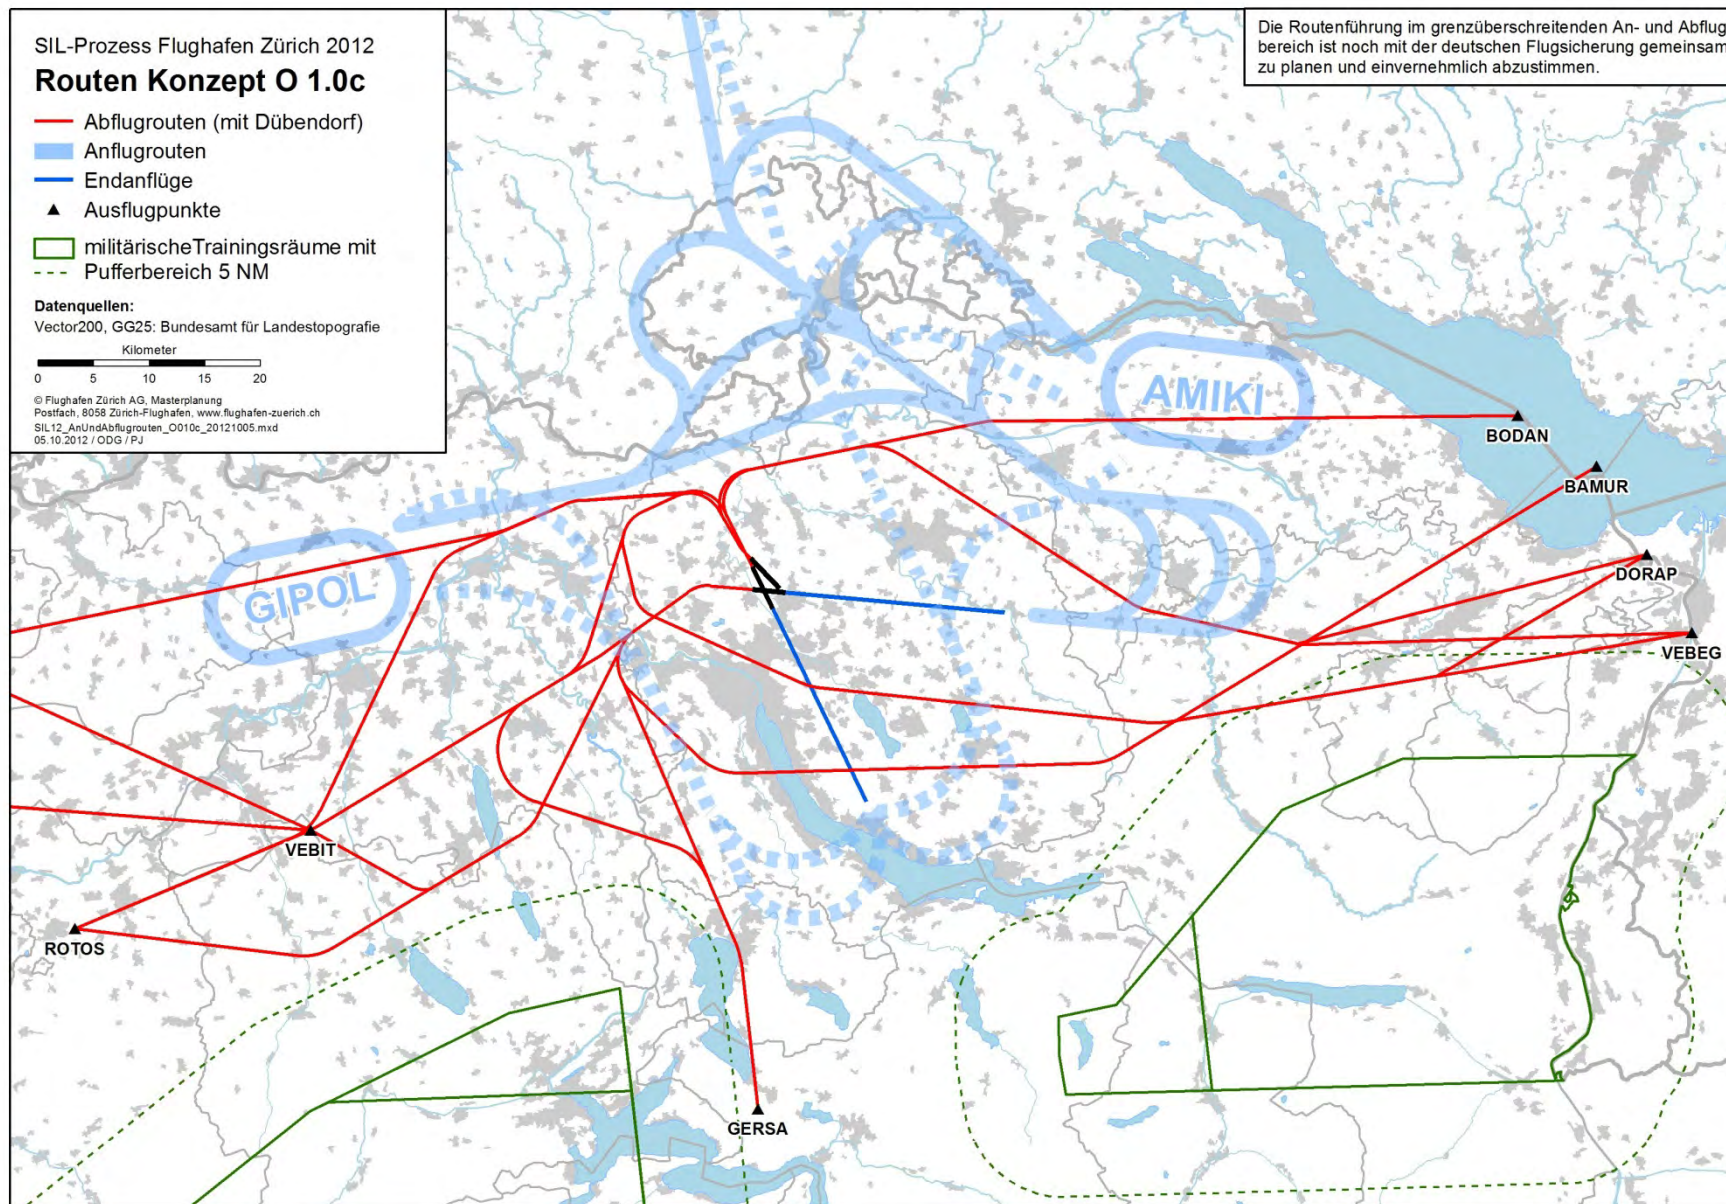 SIL-Prozess Flughafen Zürich 2012
Routen Konzept O 1.0c
Abflugrouten (mit Dübendorf)
Anflugrouten
Endanflüge
Ausflugpunkte
militärischeTrainingsräume mit
Pufferbereich 5 NM
Datenquellen:
Vector200, GG25: Bundesamt für Landestopografie
Kilometer
0 5 10 15 20
© Flughafen Zürich AG, Masterplanung
Postfach, 8058 Zürich-Flughafen, www.flughafen-zuerich.ch
SIL12_AnUndAbflugrouten_O010c_20121005.mxd
05.10.2012 / ODG / PJ
Die Routenführung im grenzüberschreitenden An- und Abflug
bereich ist noch mit der deutschen Flugsicherung gemeinsam
zu planen und einvernehmlich abzustimmen.
AMIKI
BODAN
BAMUR
DORAP
GIPOL
VEBEG
VEBIT
ROTOS
GERSA